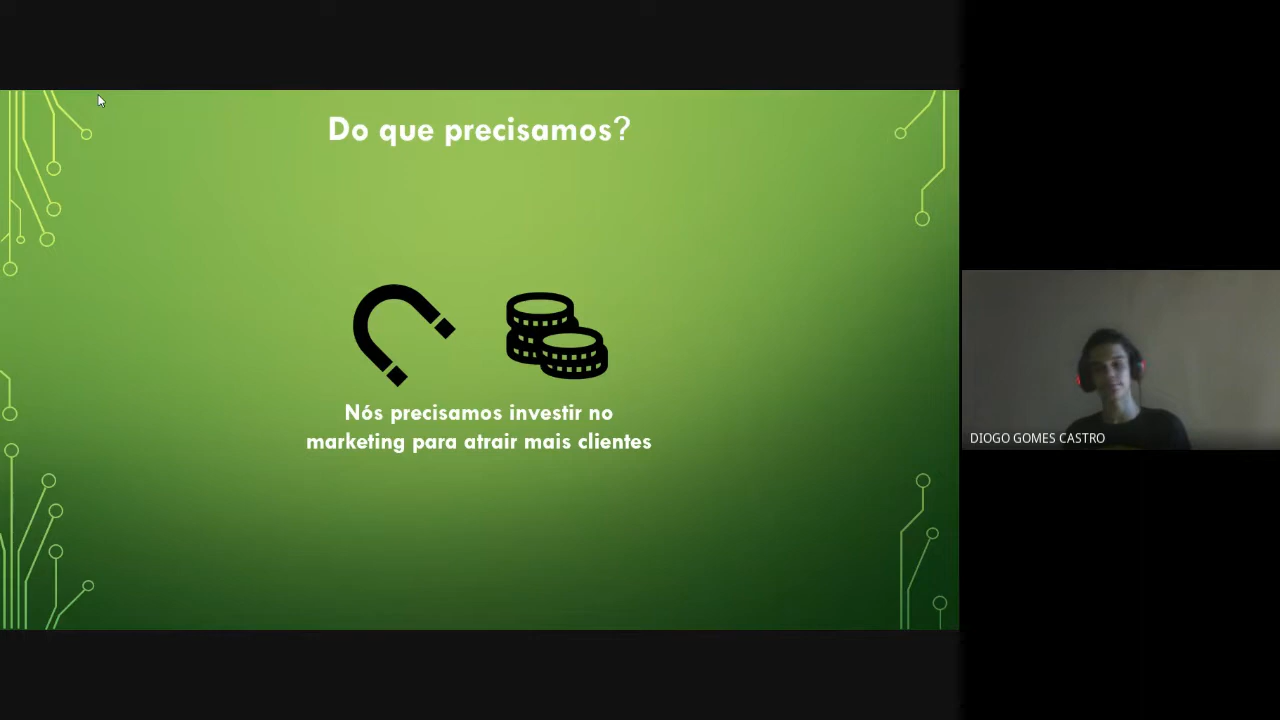 Do que precisamos?
Nós precisamos investir no
marketing para atrair mais clientes
DIOGO GOMES CASTRO